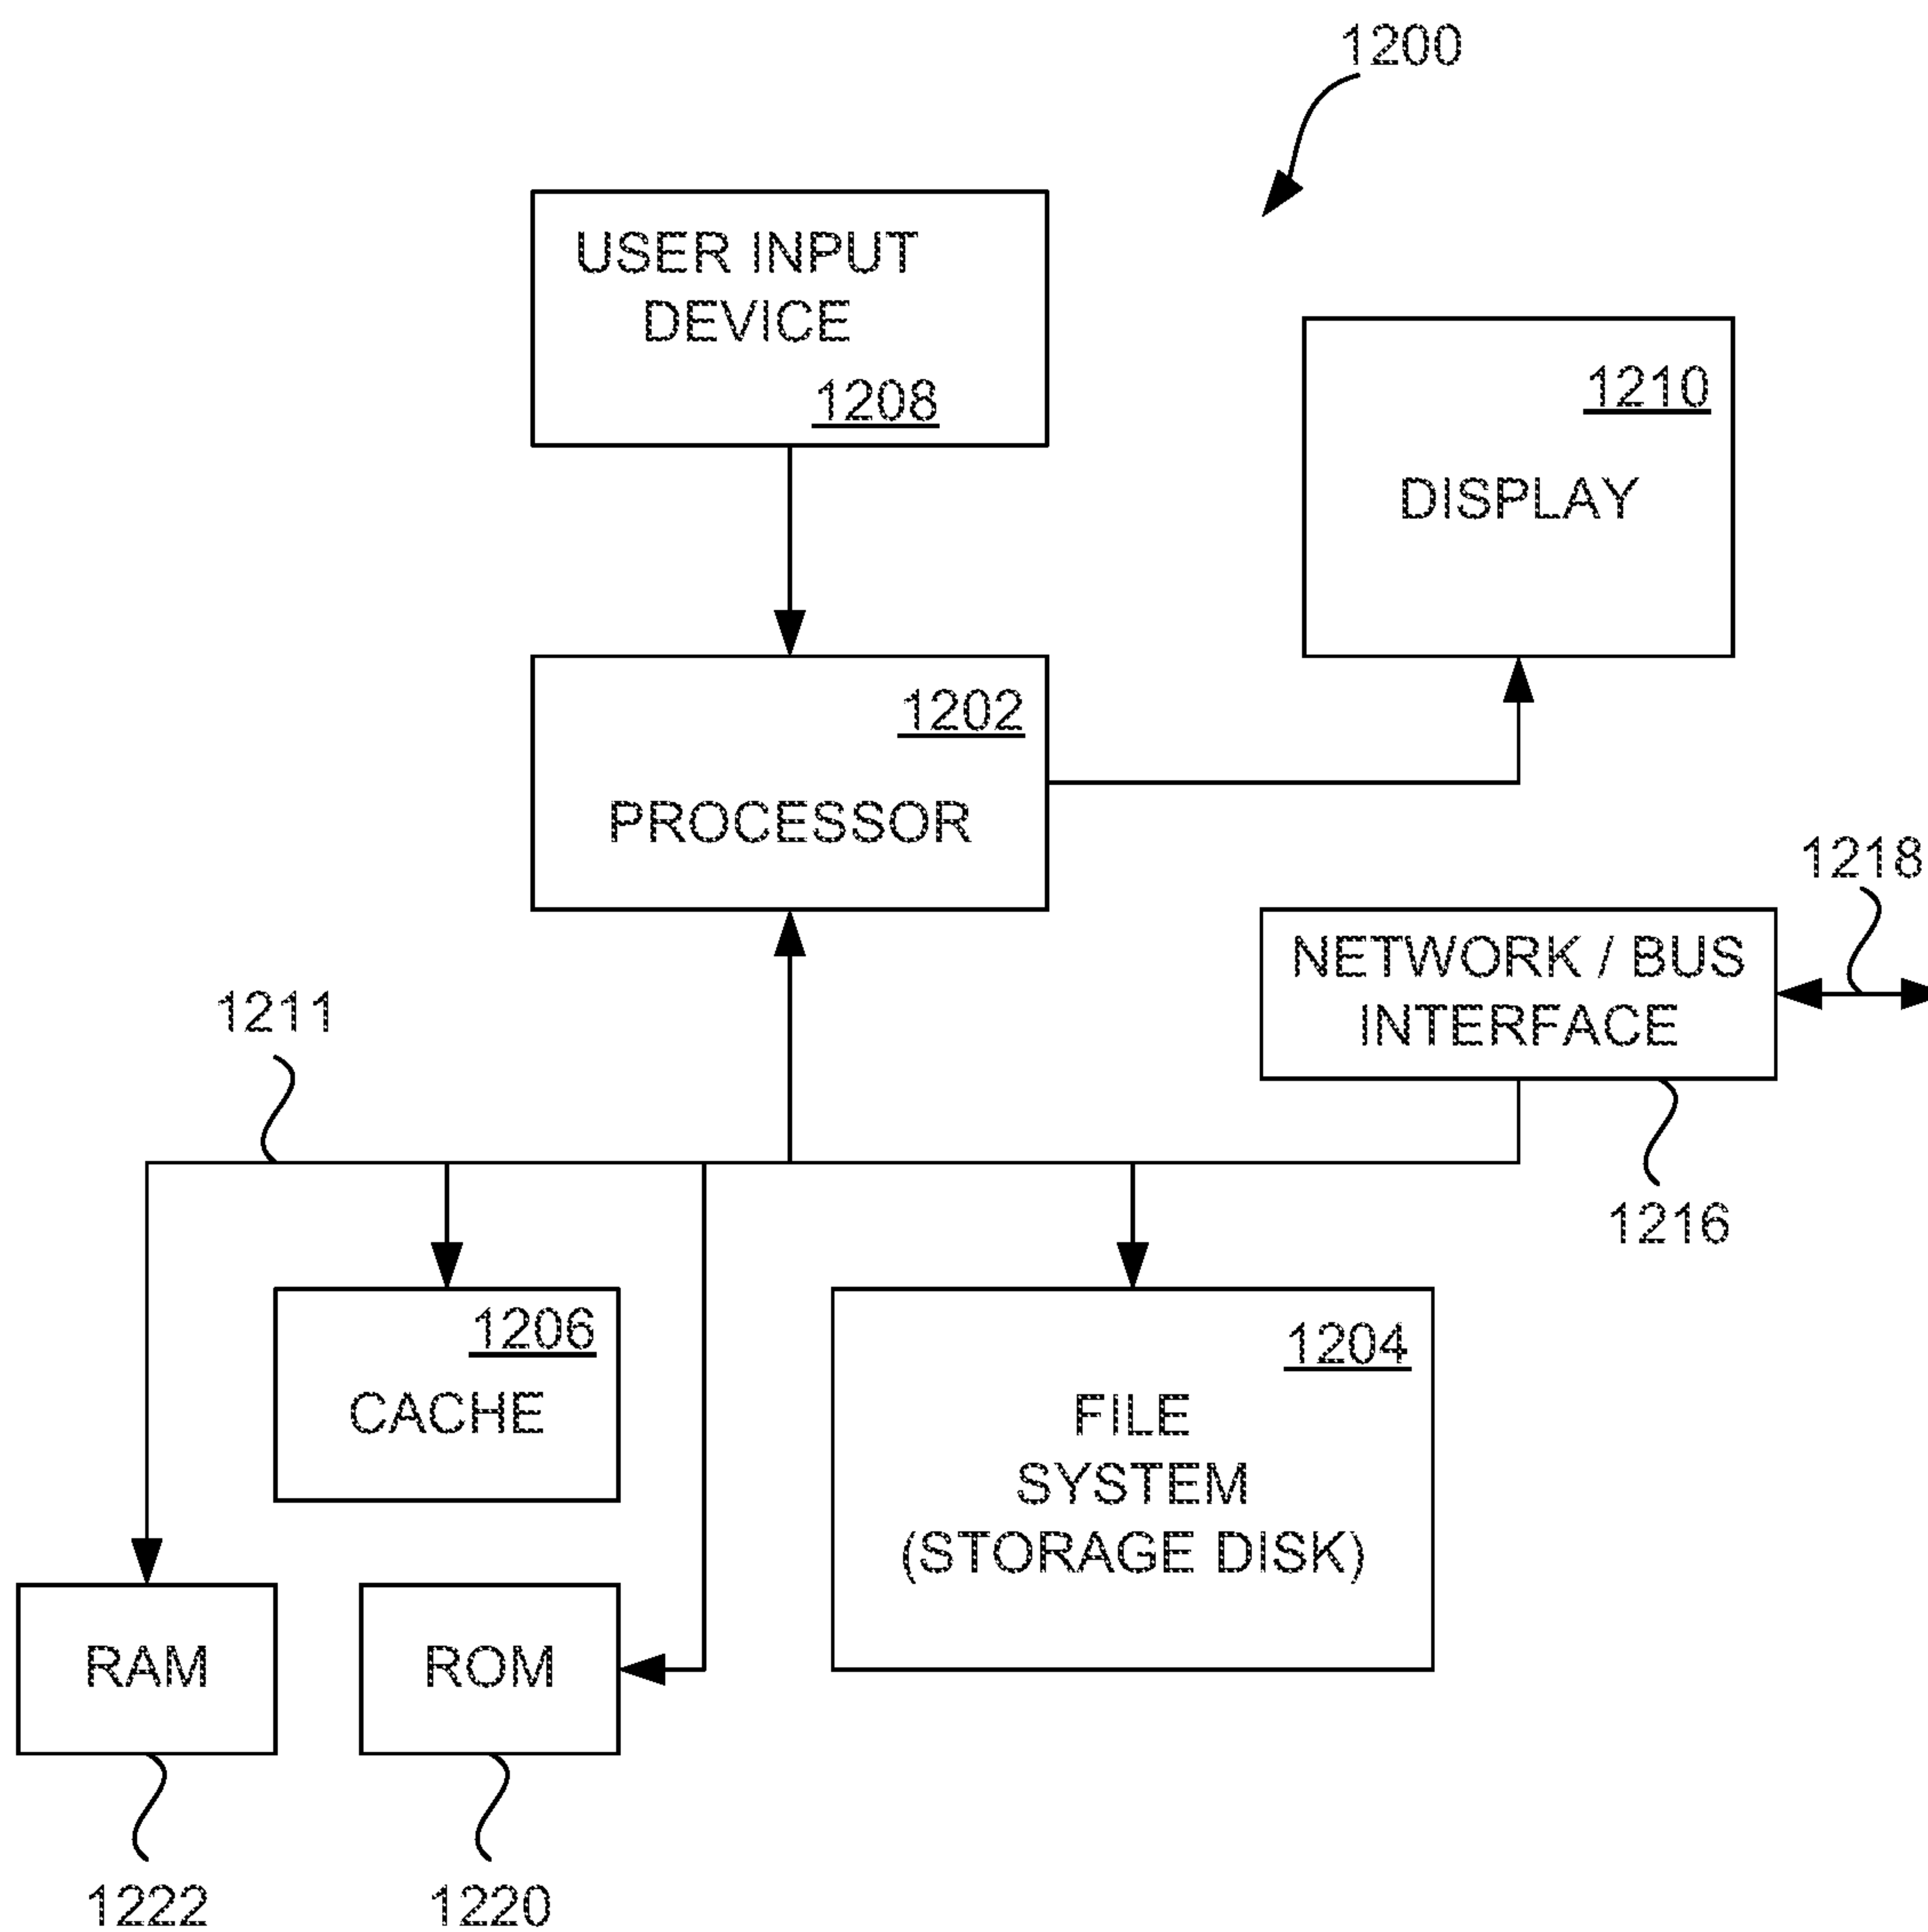 1200
USER INPUT
DEVICE
1208
1210
DISPLAY
1202
PROCESSOR
1218
NETWORK / BUS
INTERFACE
1211
1216
1206
CACHE
1204
FILE
SYSTEM
(STORAGE DISK)
RAM
ROM
1222
1220